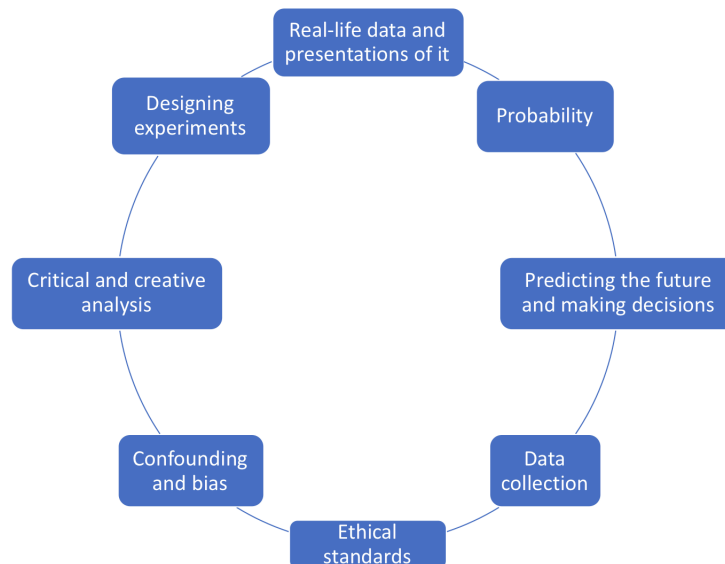 Real-life data and
presentations of it
Probability
Predicting the future
and making decisions
Data
collection
Ethical
standards
Confounding
and bias
Critical and creative
analysis
Designing
experiments